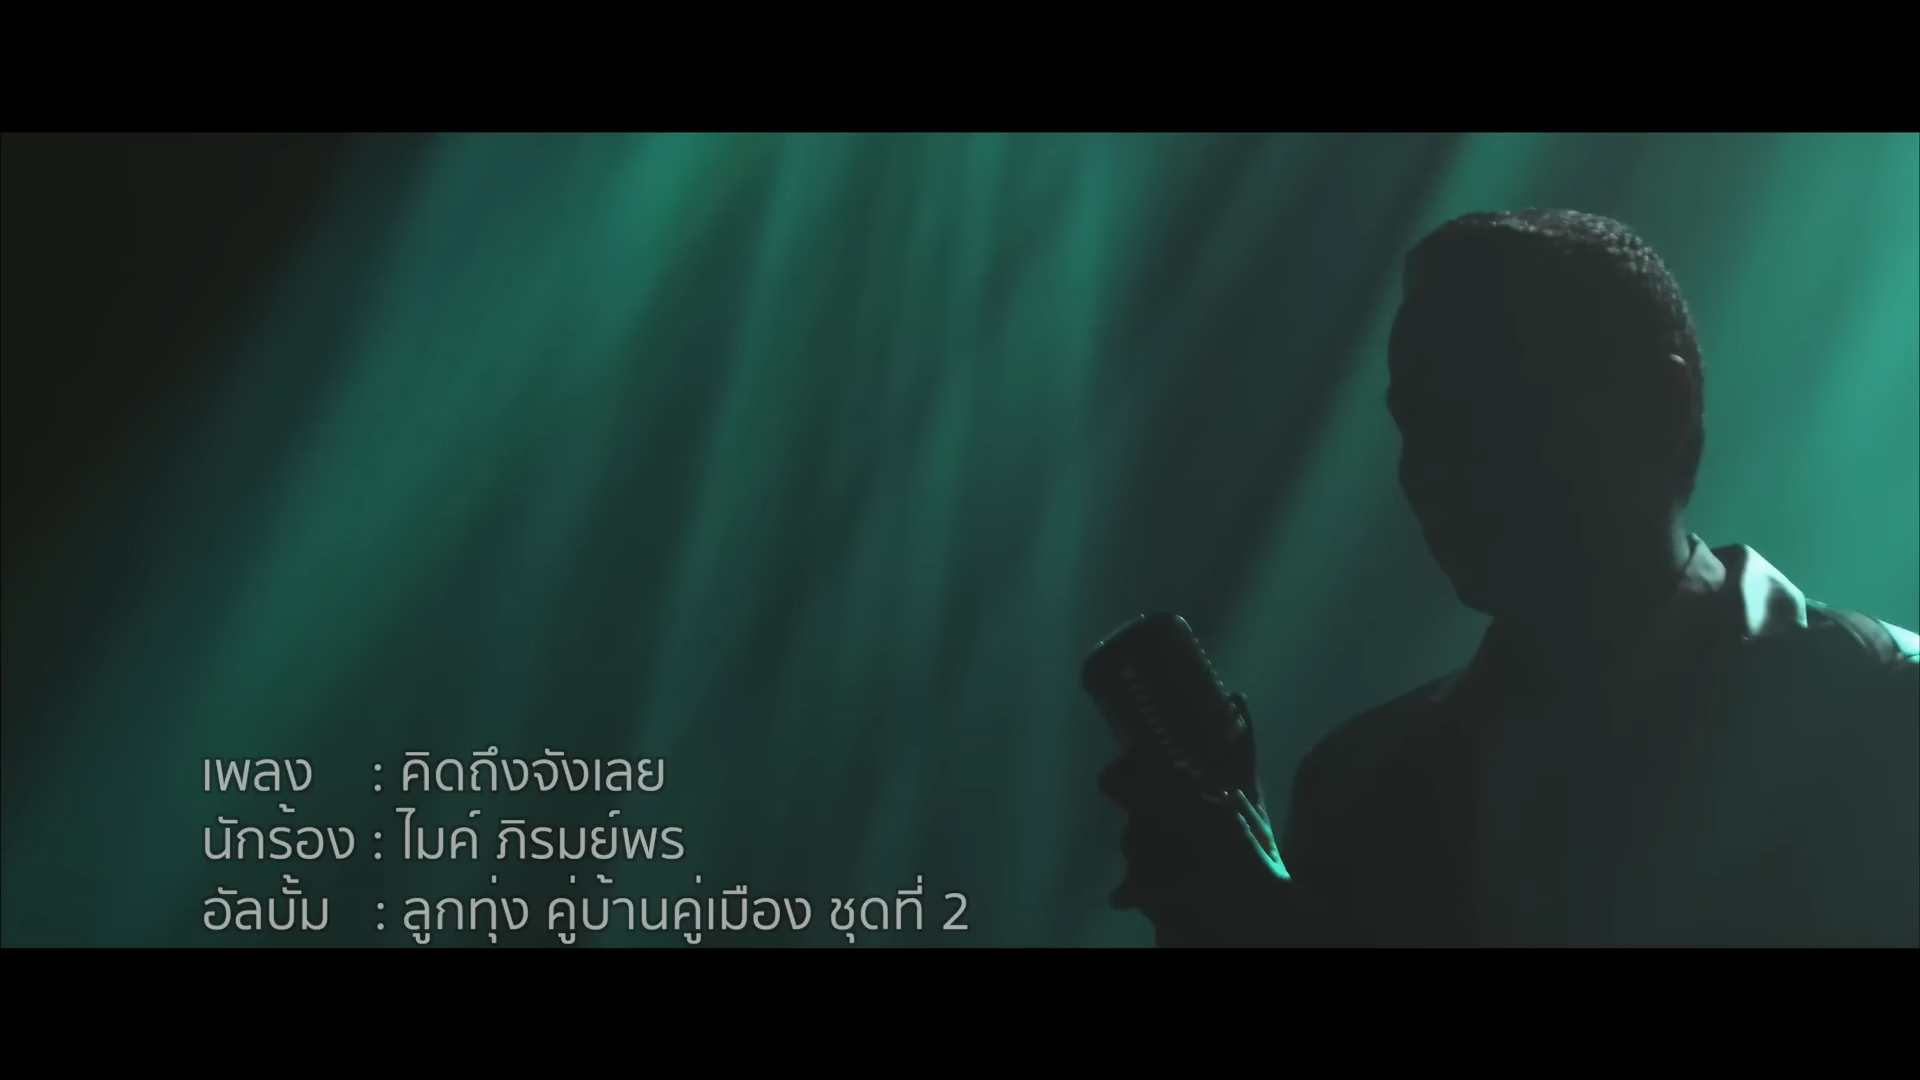 เพลง : คิดถึงจังเลย
นักร้อง : ไมค์ ภิรมย์พร
อัลบั้ม : ลูกทุ่ง คู่บ้านคู่เมือง ชุดที่ 2